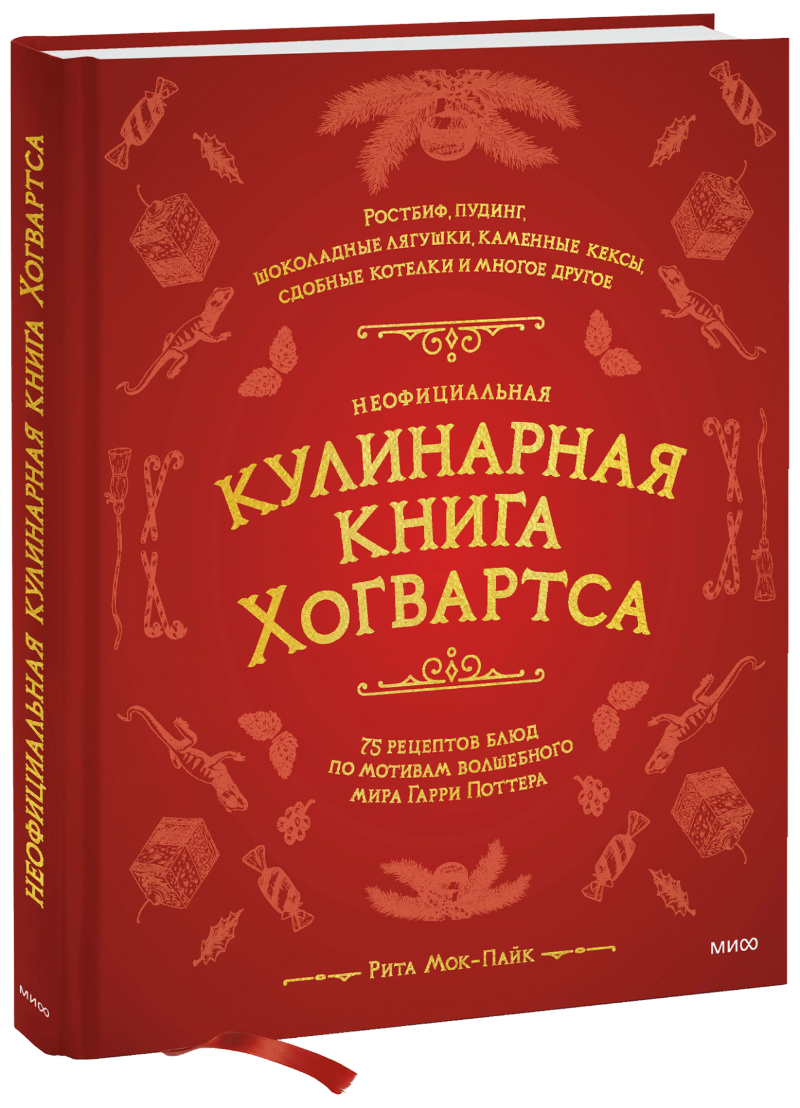 Ростбиф, пудинг,
шоколадные лягушки, каменные кексы,
сдобные котелки и многое другое
неофициальная
кулинарная
книга
Хогвартса
75 рецептов блюд
по мотивам волшебного
мира Гарри Поттера
Рита Мок-Пайк
миф
неофициальная кулинарная книга Хогвартса
миф